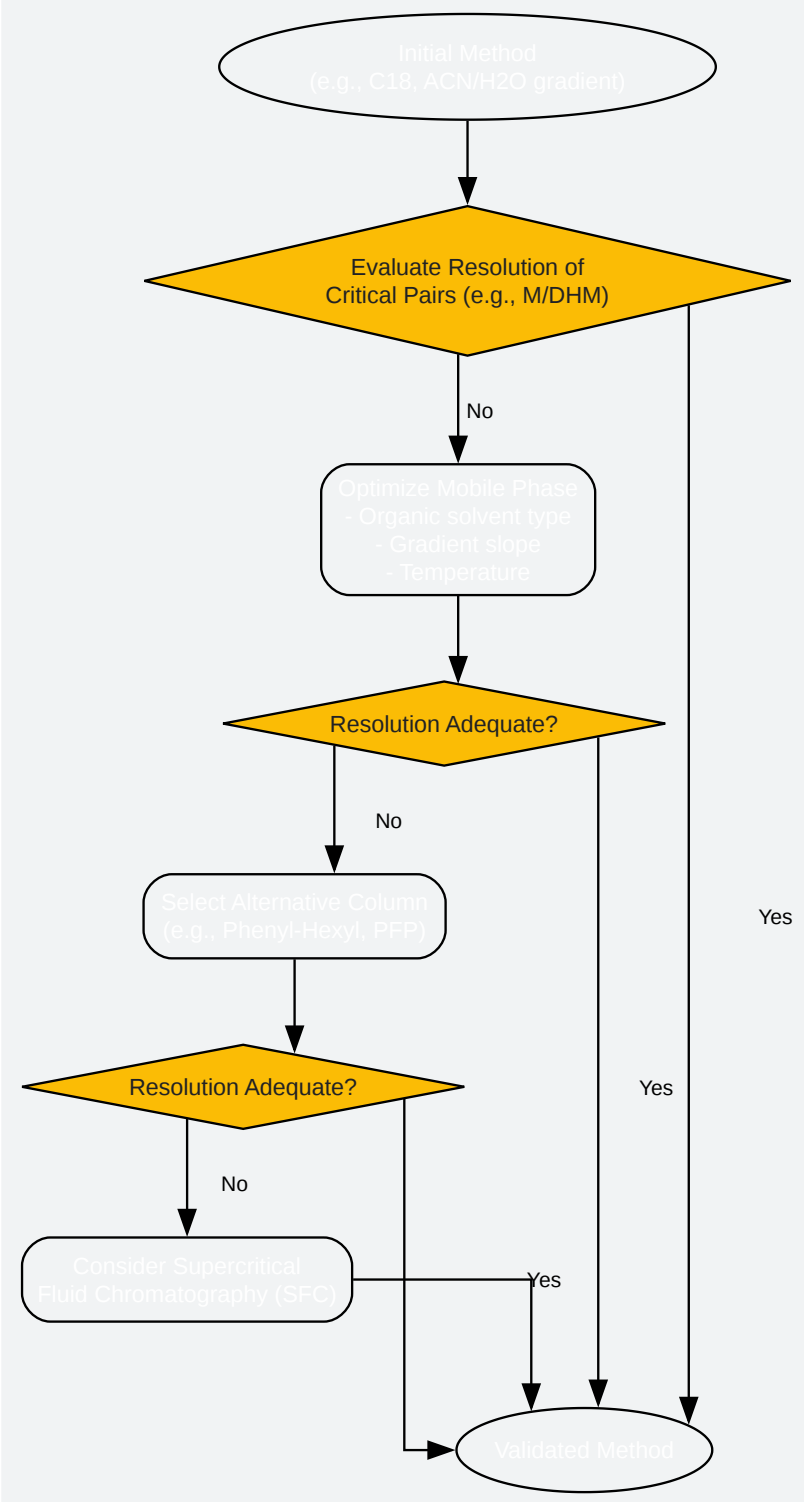 Initial Method
(e.g., C18, ACN/H2O gradient)
Evaluate Resolution of
Critical Pairs (e.g., M/DHM)
No
Optimize Mobile Phase
- Organic solvent type
- Gradient slope
- Temperature
Resolution Adequate?
No
Select Alternative Column
(e.g., Phenyl-Hexyl, PFP)
Yes
Resolution Adequate?
Yes
No
Consider Supercritical
Fluid Chromatography (SFC)
Yes
Validated Method